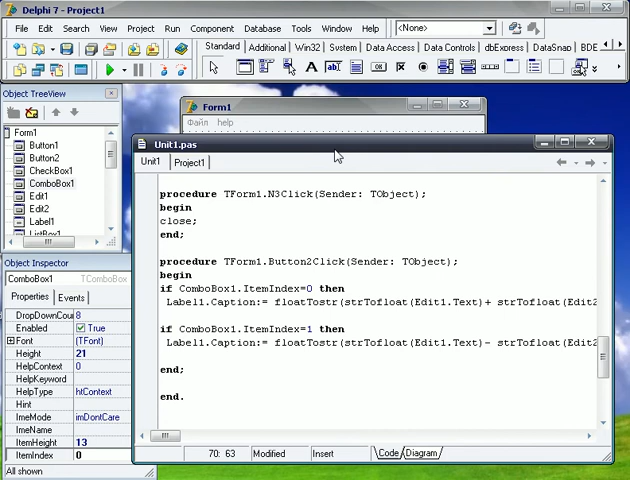 Delphi 7 - Project1
File Edit Search View Project Run Component Database Tools Window Help <None>
Standard Additional Win32 System Data Access Data Controls dbExpress DataSnap BDE
Object TreeView
Form1
Button1
Button2
CheckBox1
ComboBox1
Edit1
Edit2
Label1
ListBox1
Object Inspector
ComboBox1 TComboBox
Properties Events
DropDownCou 8
Enabled True
Font (TFont)
Height 21
HelpContext 0
HelpKeyword
HelpType htContext
Hint
ImeMode imDontCare
ImeName
ItemHeight 13
ItemIndex 0
All shown
Form1
Файл help
Unit1.pas
Unit1 Project1
procedure TForm1.N3Click(Sender: TObject);
begin
close;
end;
procedure TForm1.Button2Click(Sender: TObject);
begin
if ComboBox1.ItemIndex=0 then
Label1.Caption:= floatTostr(strTofloat(Edit1.Text)+ strTofloat(Edit2
if ComboBox1.ItemIndex=1 then
Label1.Caption:= floatTostr(strTofloat(Edit1.Text)- strTofloat(Edit2
end;
end.
70: 63 Modified Insert Code Diagram